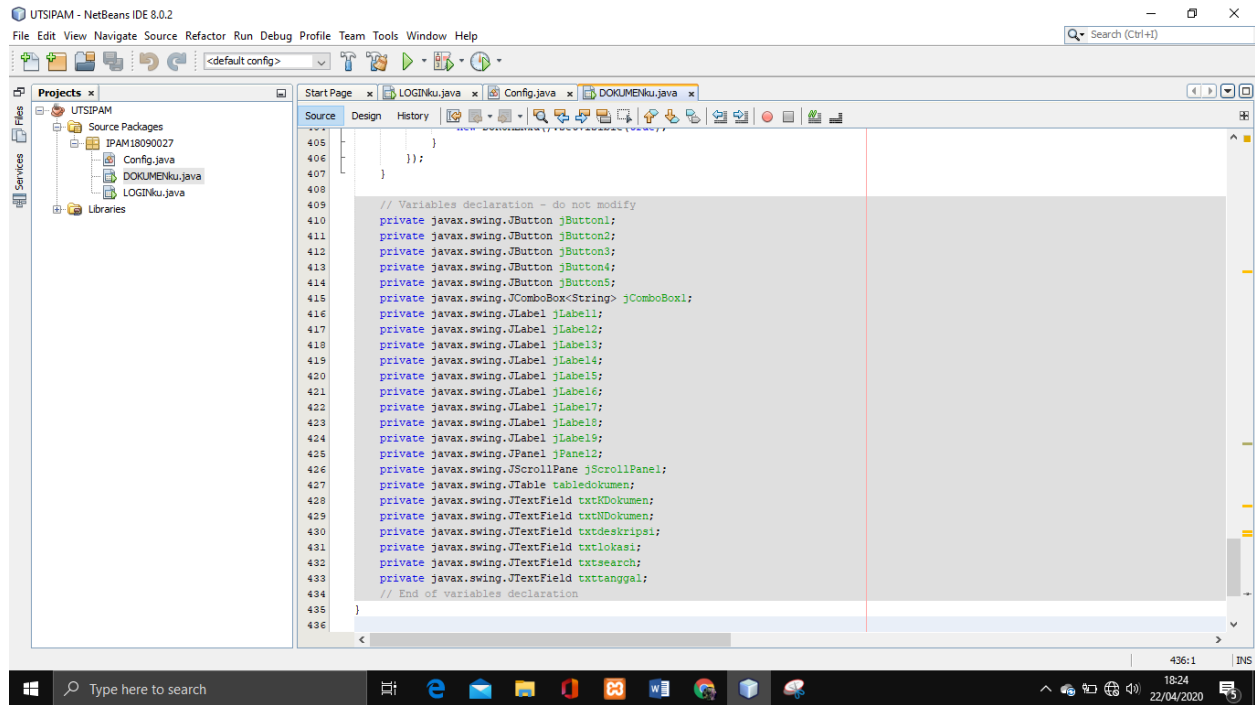 UTSIPAM - NetBeans IDE 8.0.2
File Edit View Navigate Source Refactor Run Debug Profile Team Tools Window Help
Search (Ctrl+I)
<default config>
Files
Services
Projects
UTSIPAM
Source Packages
IPAM18090027
Config.java
DOKUMENku.java
LOGINku.java
Libraries
Start Page LOGINku.java Config.java DOKUMENku.java
Source Design History
405 }
406 });
407 }
408
409 // Variables declaration - do not modify
410 private javax.swing.JButton jButton1;
411 private javax.swing.JButton jButton2;
412 private javax.swing.JButton jButton3;
413 private javax.swing.JButton jButton4;
414 private javax.swing.JButton jButton5;
415 private javax.swing.JComboBox<String> jComboBox1;
416 private javax.swing.JLabel jLabel1;
417 private javax.swing.JLabel jLabel2;
418 private javax.swing.JLabel jLabel3;
419 private javax.swing.JLabel jLabel4;
420 private javax.swing.JLabel jLabel5;
421 private javax.swing.JLabel jLabel6;
422 private javax.swing.JLabel jLabel7;
423 private javax.swing.JLabel jLabel8;
424 private javax.swing.JLabel jLabel9;
425 private javax.swing.JPanel jPanel2;
426 private javax.swing.JScrollPane jScrollPane1;
427 private javax.swing.JTable tabledokumen;
428 private javax.swing.JTextField txtKDokumen;
429 private javax.swing.JTextField txtNDokumen;
430 private javax.swing.JTextField txtdeskripsi;
431 private javax.swing.JTextField txtlokasi;
432 private javax.swing.JTextField txtsearch;
433 private javax.swing.JTextField txttanggal;
434 // End of variables declaration
435 }
436
436:1 INS
Type here to search
18:24
22/04/2020
5